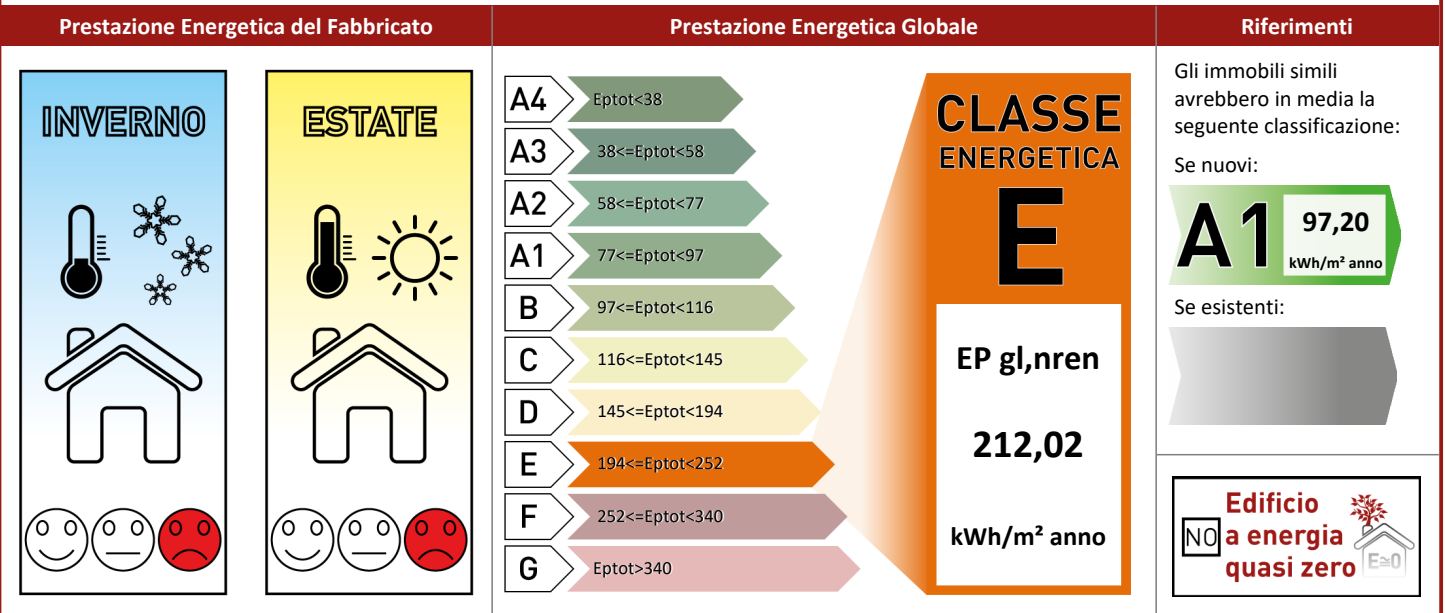 Prestazione Energetica del Fabbricato
Prestazione Energetica Globale
Riferimenti
INVERNO
ESTATE
A4 Eptot<38
A3 38<=Eptot<58
A2 58<=Eptot<77
A1 77<=Eptot<97
B 97<=Eptot<116
C 116<=Eptot<145
D 145<=Eptot<194
E 194<=Eptot<252
F 252<=Eptot<340
G Eptot>340
CLASSE
ENERGETICA
E
EP gl,nren
212,02
kWh/m² anno
Gli immobili simili
avrebbero in media la
seguente classificazione:
Se nuovi:
A1 97,20
kWh/m² anno
Se esistenti:
Edificio
NO a energia
quasi zero E≃0